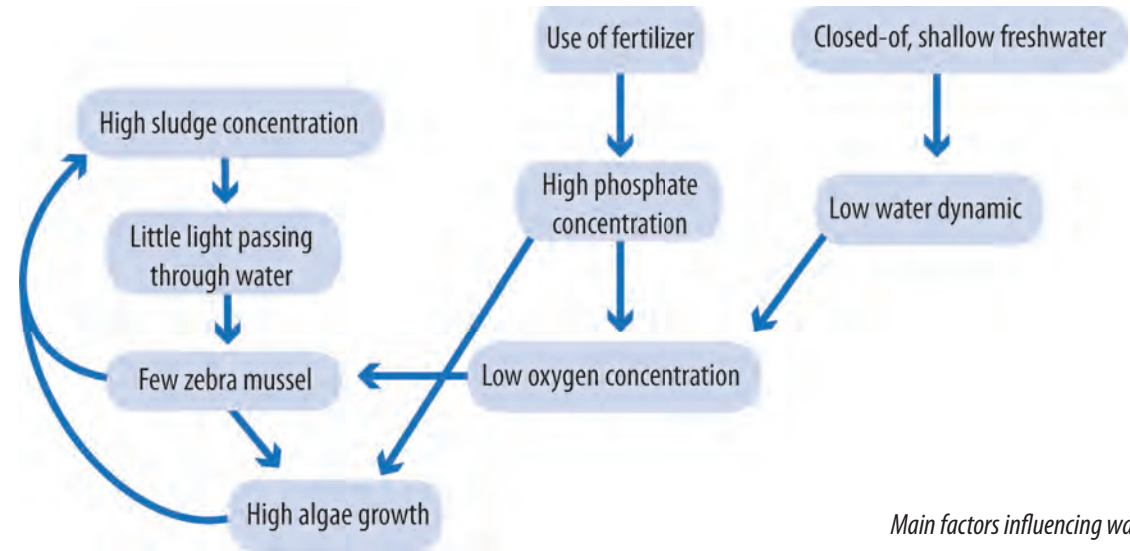 Use of fertilizer
Closed-of, shallow freshwater
High sludge concentration
High phosphate
concentration
Low water dynamic
Little light passing
through water
Few zebra mussel
Low oxygen concentration
High algae growth
Main factors influencing